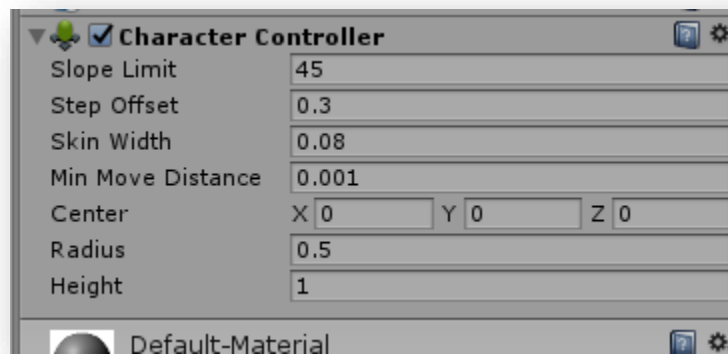 Character Controller
Slope Limit 45
Step Offset 0.3
Skin Width 0.08
Min Move Distance 0.001
Center X 0 Y 0 Z 0
Radius 0.5
Height 1
Default-Material